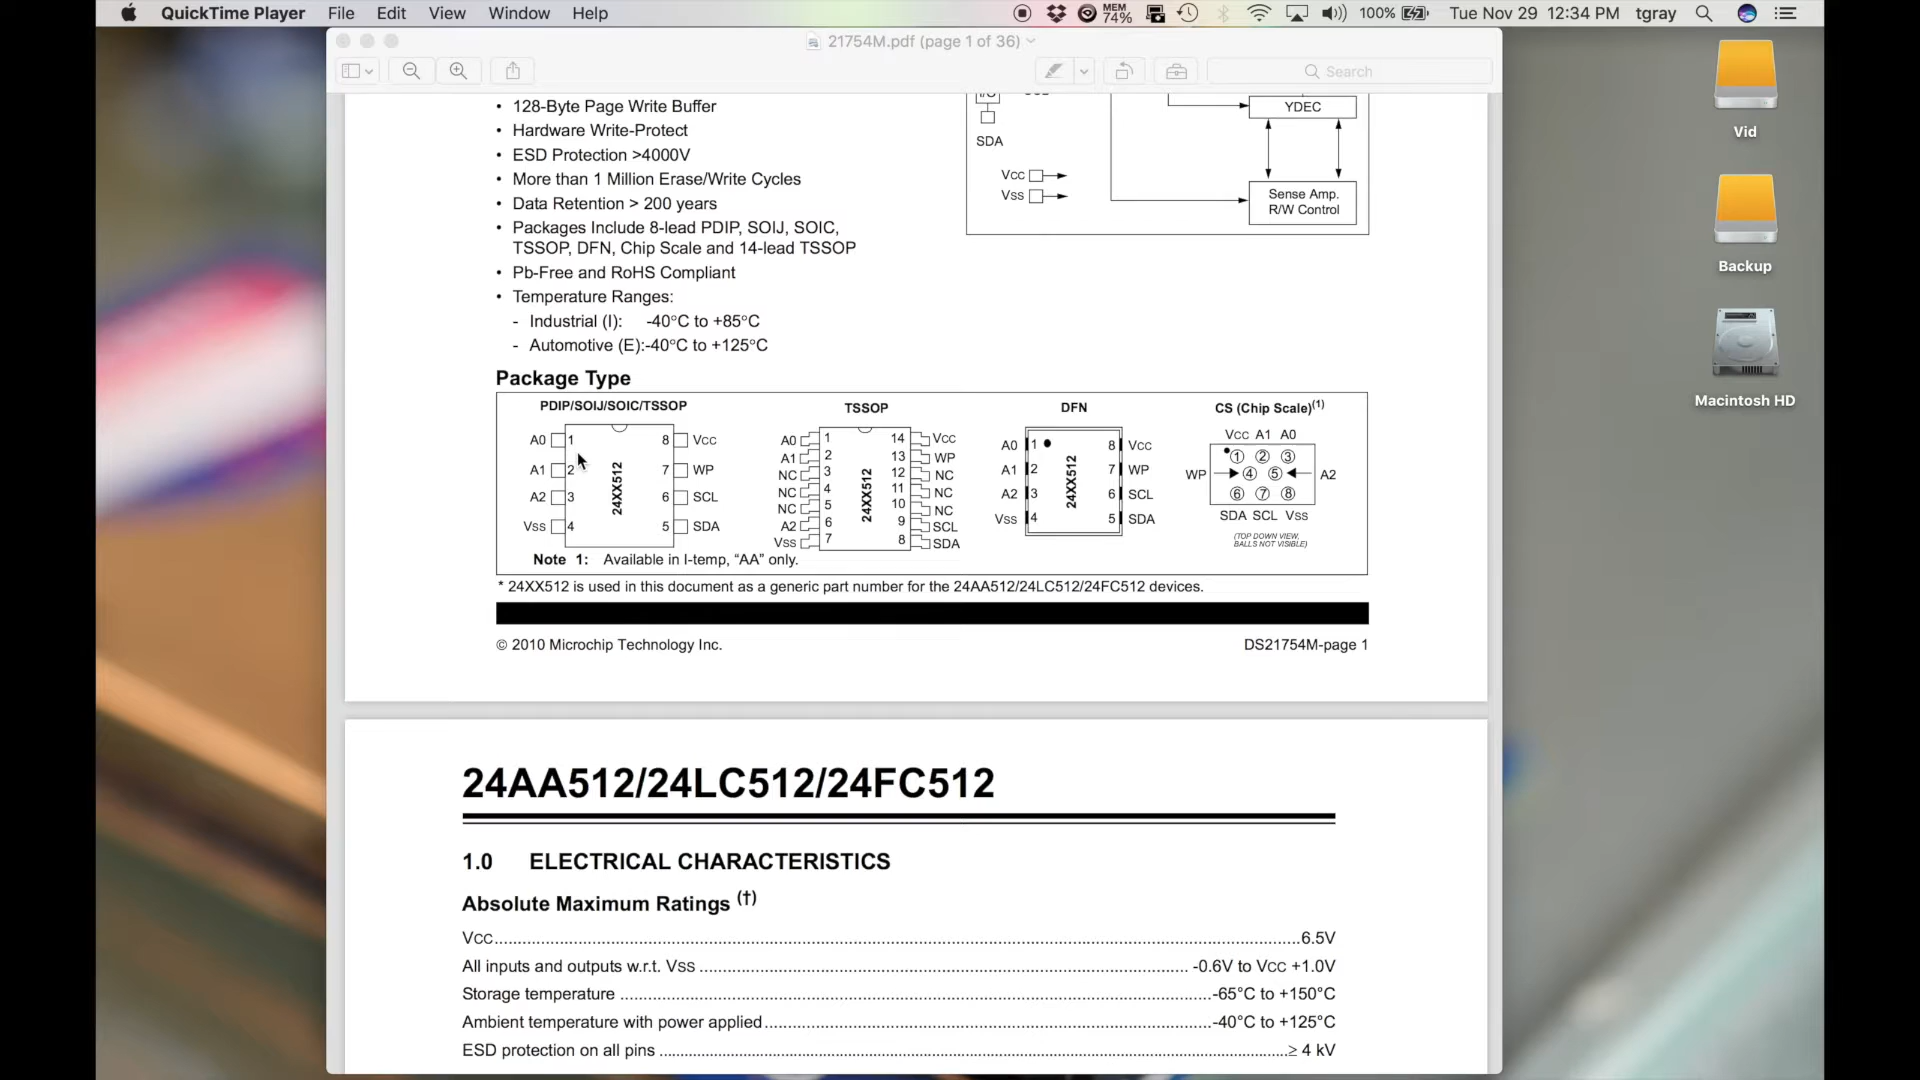 QuickTime Player File Edit View Window Help MEM 74% 100% Tue Nov 29 12:34 PM tgray
21754M.pdf (page 1 of 36)
Search
Vid
Backup
Macintosh HD
• 128-Byte Page Write Buffer
• Hardware Write-Protect
• ESD Protection >4000V
• More than 1 Million Erase/Write Cycles
• Data Retention > 200 years
• Packages Include 8-lead PDIP, SOIJ, SOIC,
TSSOP, DFN, Chip Scale and 14-lead TSSOP
• Pb-Free and RoHS Compliant
• Temperature Ranges:
- Industrial (I): -40°C to +85°C
- Automotive (E):-40°C to +125°C
YDEC
SDA
VCC
VSS
Sense Amp.
R/W Control
Package Type
PDIP/SOIJ/SOIC/TSSOP
A0 1 8 VCC
A1 2 7 WP
A2 3 6 SCL
VSS 4 5 SDA
24XX512
TSSOP
A0 1 14 VCC
A1 2 13 WP
NC 3 12 NC
NC 4 11 NC
NC 5 10 NC
A2 6 9 SCL
VSS 7 8 SDA
24XX512
DFN
A0 1 8 VCC
A1 2 7 WP
A2 3 6 SCL
VSS 4 5 SDA
24XX512
CS (Chip Scale)(1)
VCC A1 A0
1 2 3
WP 4 5 A2
6 7 8
SDA SCL VSS
(TOP DOWN VIEW,
BALLS NOT VISIBLE)
Note 1: Available in I-temp, “AA” only.
* 24XX512 is used in this document as a generic part number for the 24AA512/24LC512/24FC512 devices.
© 2010 Microchip Technology Inc. DS21754M-page 1
24AA512/24LC512/24FC512
1.0 ELECTRICAL CHARACTERISTICS
Absolute Maximum Ratings (†)
VCC 6.5V
All inputs and outputs w.r.t. VSS -0.6V to VCC +1.0V
Storage temperature -65°C to +150°C
Ambient temperature with power applied -40°C to +125°C
ESD protection on all pins ≥ 4 kV